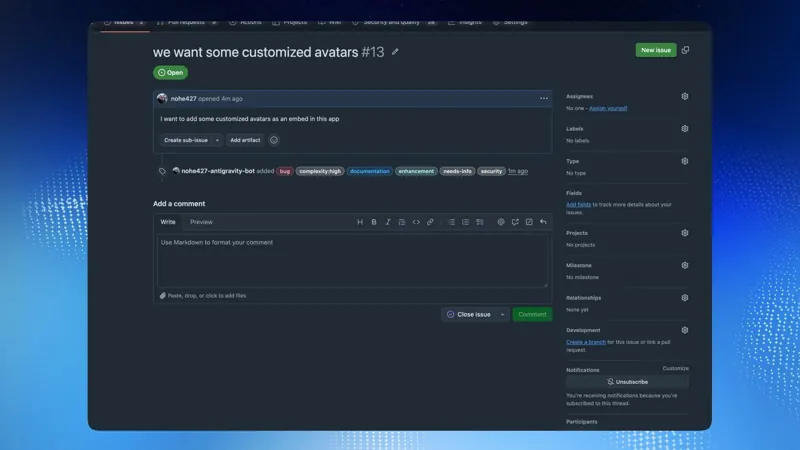 Issues
Pull requests
Actions
Projects
Wiki
Security and quality
Insights
Settings
we want some customized avatars #13
New issue
Open
nohe427 opened 4m ago
I want to add some customized avatars as an embed in this app
Create sub-issue
Add artifact
nohe427-antigravity-bot added bug complexity:high documentation enhancement needs-info security 1m ago
Add a comment
Write
Preview
Use Markdown to format your comment
Paste, drop, or click to add files
Close issue
Comment
Assignees
No one - Assign yourself
Labels
No labels
Type
No type
Fields
Add fields to track more details about your
issues.
Projects
No projects
Milestone
No milestone
Relationships
None yet
Development
Create a branch for this issue or link a pull
request.
Notifications
Customize
Unsubscribe
You're receiving notifications because you're
subscribed to this thread.
Participants